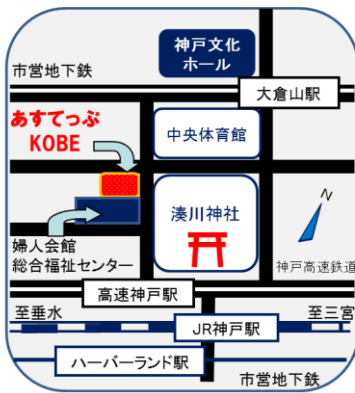 神戸文化
ホール
市営地下鉄
大倉山駅
あすてっぷ
KOBE
中央体育館
湊川神社
N
婦人会館
総合福祉センター
神戸高速鉄道
高速神戸駅
至垂水
至三宮
JR神戸駅
ハーバーランド駅
市営地下鉄